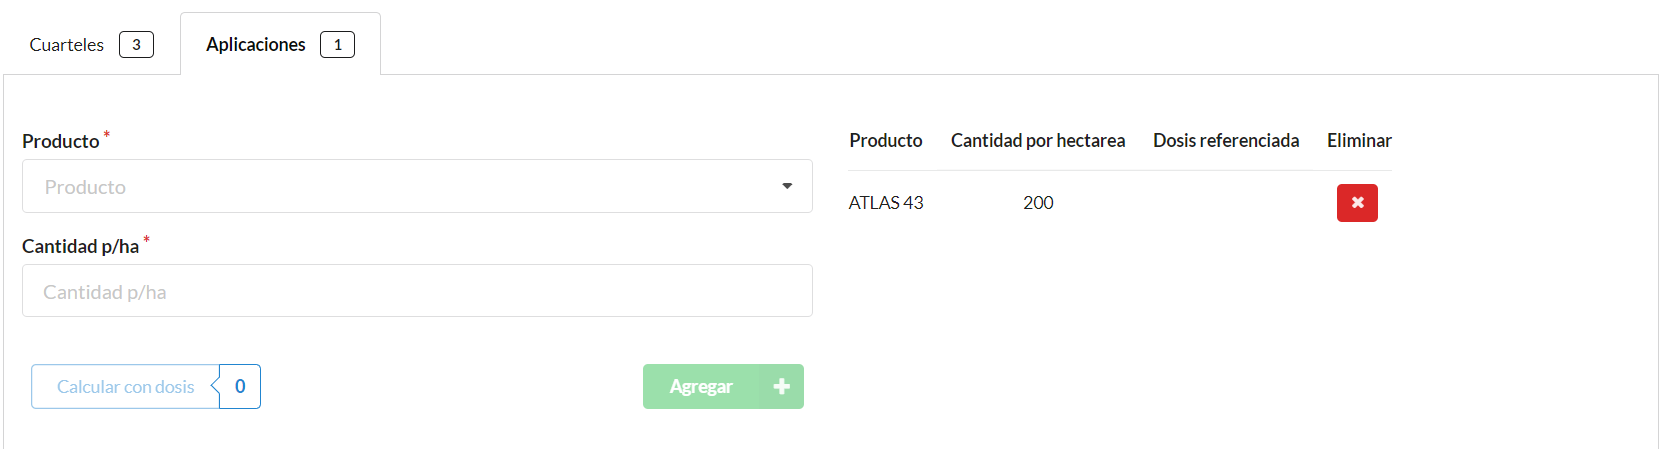 Cuarteles 3 Aplicaciones 1
Producto *
Producto
Cantidad p/ha *
Cantidad p/ha
Calcular con dosis 0 Agregar
Producto Cantidad por hectarea Dosis referenciada Eliminar
ATLAS 43 200